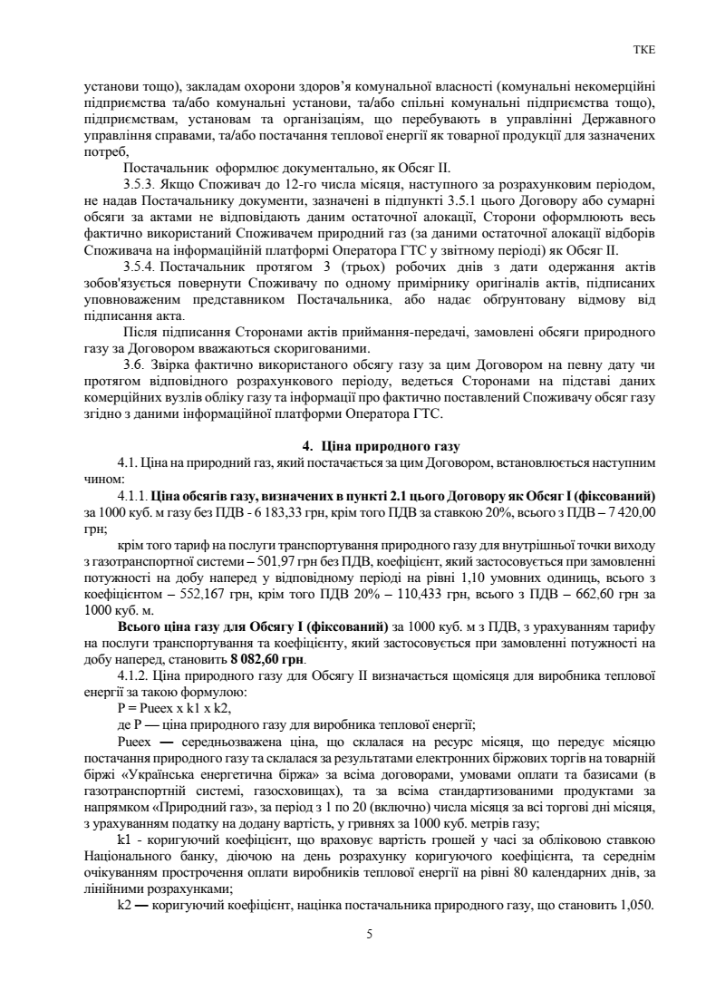 ТКЕ
установи тощо), закладам охорони здоров’я комунальної власності (комунальні некомерційні
підприємства та/або комунальні установи, та/або спільні комунальні підприємства тощо),
підприємствам, установам та організаціям, що перебувають в управлінні Державного
управління справами, та/або постачання теплової енергії як товарної продукції для зазначених
потреб,
Постачальник оформлює документально, як Обсяг II.
3.5.3. Якщо Споживач до 12-го числа місяця, наступного за розрахунковим періодом,
не надав Постачальнику документи, зазначені в підпункті 3.5.1 цього Договору або сумарні
обсяги за актами не відповідають даним остаточної алокації, Сторони оформлюють весь
фактично використаний Споживачем природний газ (за даними остаточної алокації відборів
Споживача на інформаційній платформі Оператора ГТС у звітному періоді) як Обсяг II.
3.5.4. Постачальник протягом 3 (трьох) робочих днів з дати одержання актів
зобов'язується повернути Споживачу по одному примірнику оригіналів актів, підписаних
уповноваженим представником Постачальника, або надає обґрунтовану відмову від
підписання акта.
Після підписання Сторонами актів приймання-передачі, замовлені обсяги природного
газу за Договором вважаються скоригованими.
3.6. Звірка фактично використаного обсягу газу за цим Договором на певну дату чи
протягом відповідного розрахункового періоду, ведеться Сторонами на підставі даних
комерційних вузлів обліку газу та інформації про фактично поставлений Споживачу обсяг газу
згідно з даними інформаційної платформи Оператора ГТС.
4. Ціна природного газу
4.1. Ціна на природний газ, який постачається за цим Договором, встановлюється наступним
чином:
4.1.1. Ціна обсягів газу, визначених в пункті 2.1 цього Договору як Обсяг I (фіксований)
за 1000 куб. м газу без ПДВ - 6 183,33 грн, крім того ПДВ за ставкою 20%, всього з ПДВ – 7 420,00
грн;
крім того тариф на послуги транспортування природного газу для внутрішньої точки виходу
з газотранспортної системи – 501,97 грн без ПДВ, коефіцієнт, який застосовується при замовленні
потужності на добу наперед у відповідному періоді на рівні 1,10 умовних одиниць, всього з
коефіцієнтом – 552,167 грн, крім того ПДВ 20% – 110,433 грн, всього з ПДВ – 662,60 грн за
1000 куб. м.
Всього ціна газу для Обсягу I (фіксований) за 1000 куб. м з ПДВ, з урахуванням тарифу
на послуги транспортування та коефіцієнту, який застосовується при замовленні потужності на
добу наперед, становить 8 082,60 грн.
4.1.2. Ціна природного газу для Обсягу II визначається щомісяця для виробника теплової
енергії за такою формулою:
P = Pueex x k1 x k2,
де P — ціна природного газу для виробника теплової енергії;
Pueex — середньозважена ціна, що склалася на ресурс місяця, що передує місяцю
постачання природного газу та склалася за результатами електронних біржових торгів на товарній
біржі «Українська енергетична біржа» за всіма договорами, умовами оплати та базисами (в
газотранспортній системі, газосховищах), та за всіма стандартизованими продуктами за
напрямком «Природний газ», за період з 1 по 20 (включно) числа місяця за всі торгові дні місяця,
з урахуванням податку на додану вартість, у гривнях за 1000 куб. метрів газу;
k1 - коригуючий коефіцієнт, що враховує вартість грошей у часі за обліковою ставкою
Національного банку, діючою на день розрахунку коригуючого коефіцієнта, та середнім
очікуванням прострочення оплати виробників теплової енергії на рівні 80 календарних днів, за
лінійними розрахунками;
k2 — коригуючий коефіцієнт, націнка постачальника природного газу, що становить 1,050.
5